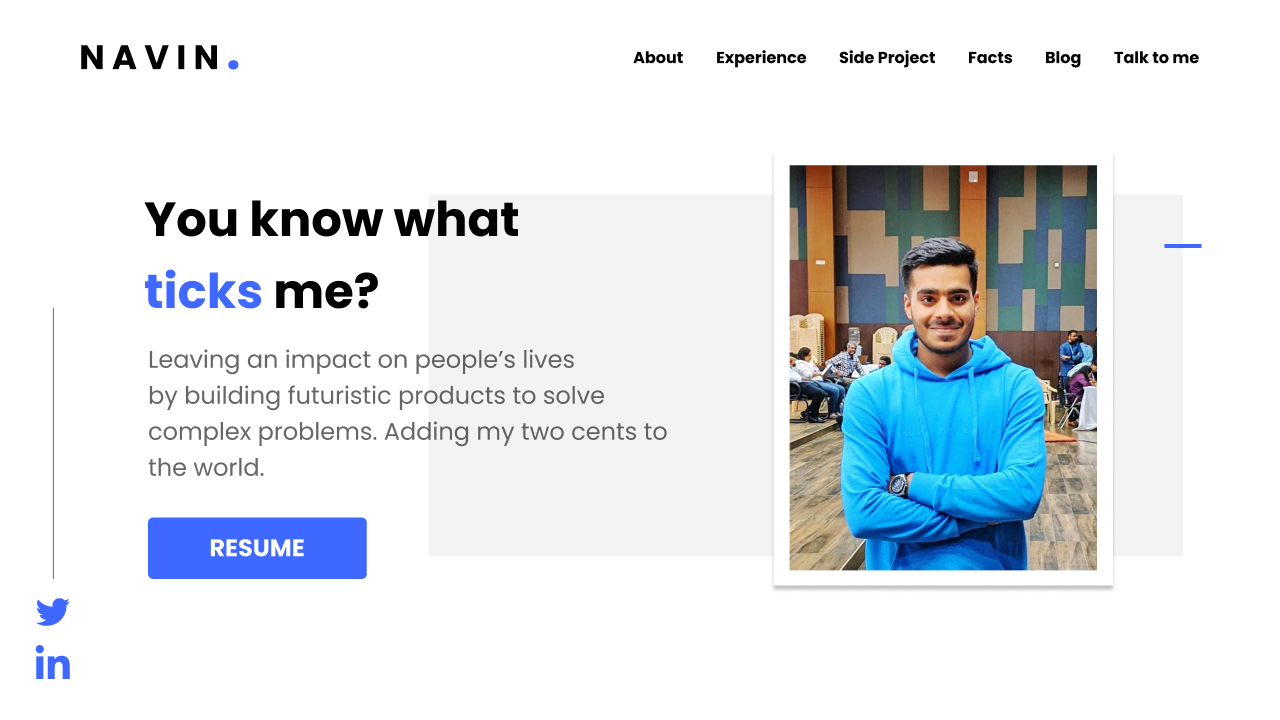 NAVIN.
About Experience Side Project Facts Blog Talk to me
You know what
ticks me?
Leaving an impact on people’s lives
by building futuristic products to solve
complex problems. Adding my two cents to
the world.
RESUME
in